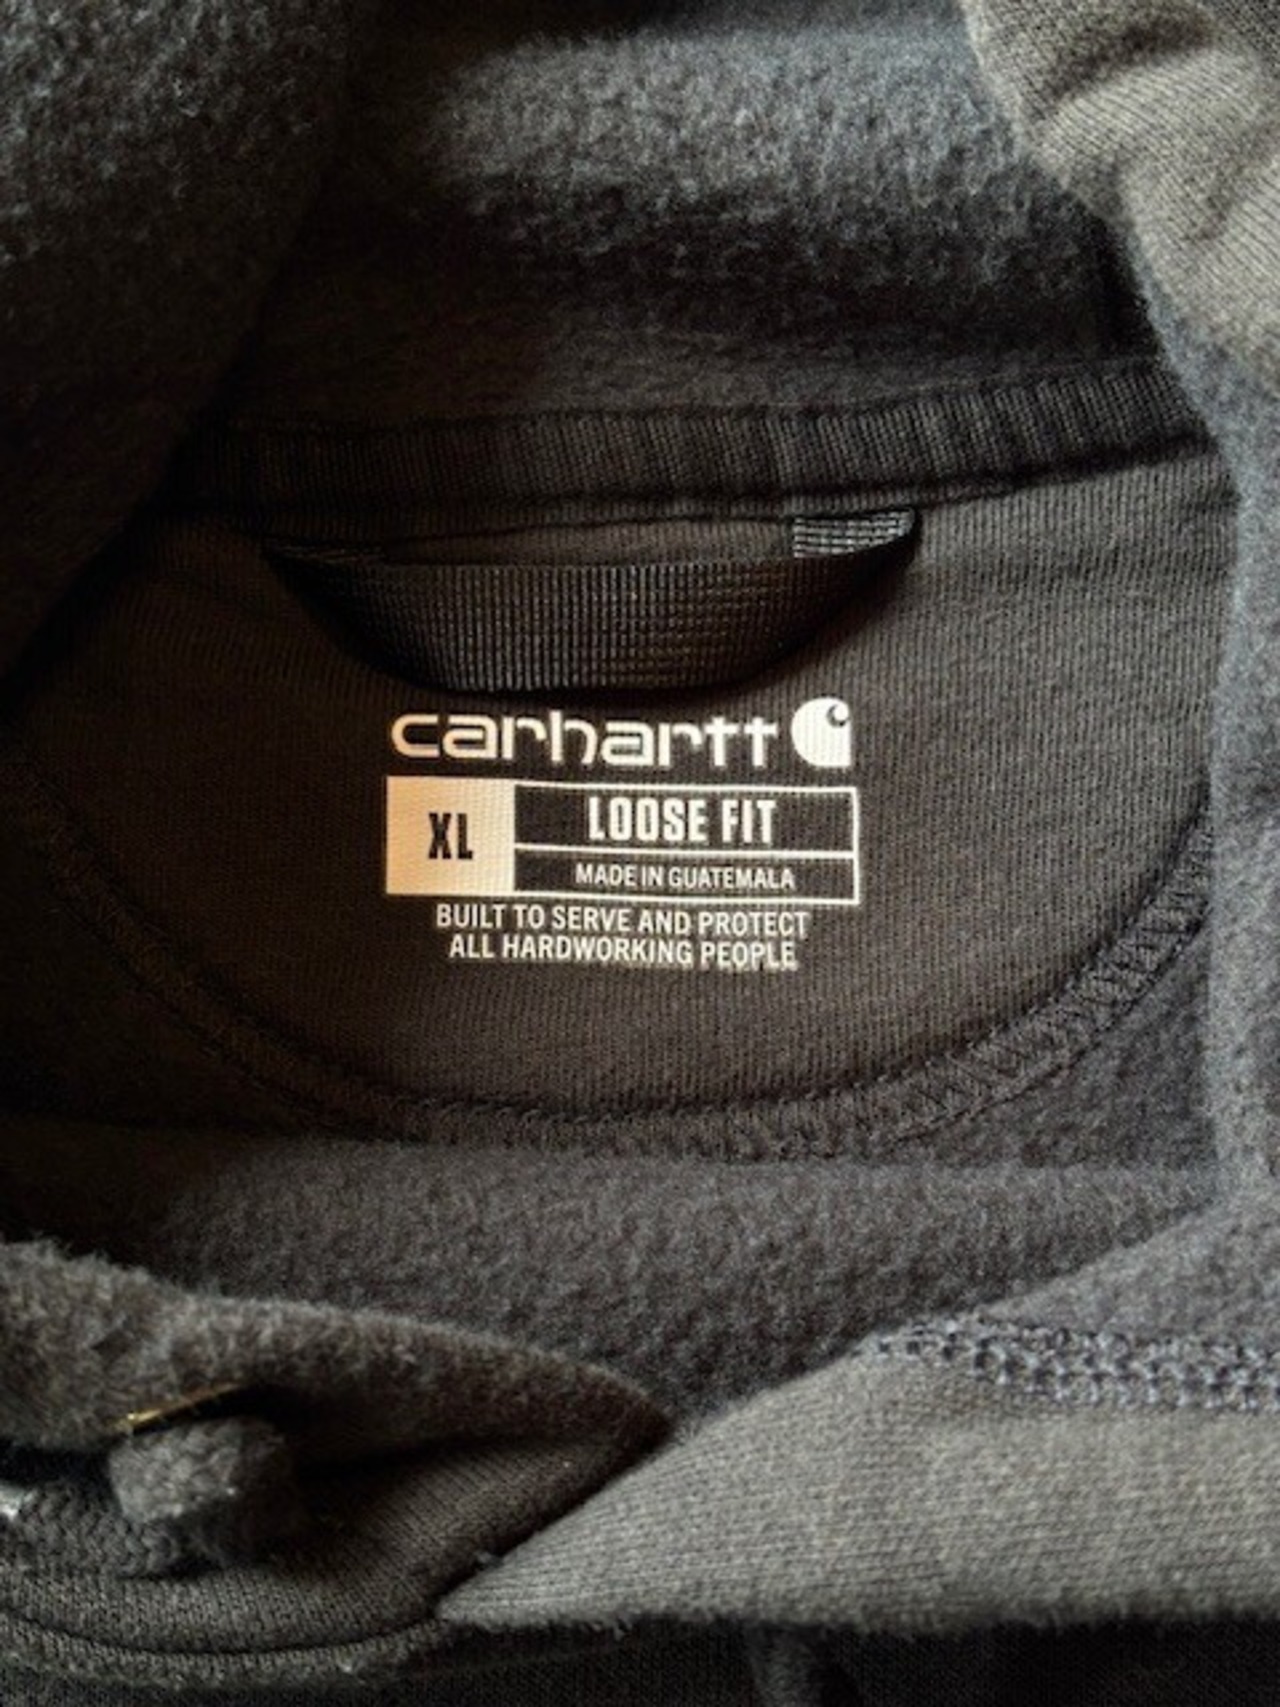 carhartt
XL
LOOSE FIT
MADE IN GUATEMALA
BUILT TO SERVE AND PROTECT
ALL HARDWORKING PEOPLE